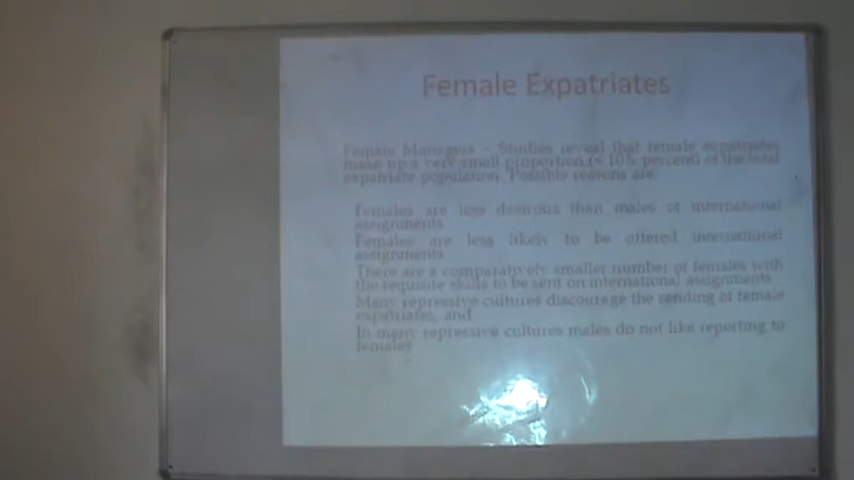 Female Expatriates
Female Managers - Studies reveal that female expatriates
make up a very small proportion (< 10% percent) of the total
expatriate population. Possible reasons are
Females are less desirous than males of international
assignments
Females are less likely to be offered international
assignments
There are a comparatively smaller number of females with
the requisite skills to be sent on international assignments
Many repressive cultures discourage the sending of female
expatriates, and
In many repressive cultures males do not like reporting to
females